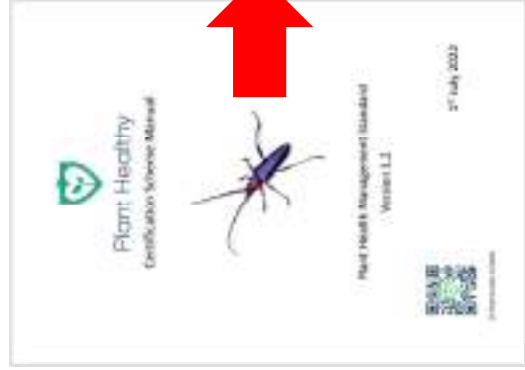 Plant Healthy
Certification Scheme Manual
Plant Health Management Standard
Version 1.2
1st July 2022